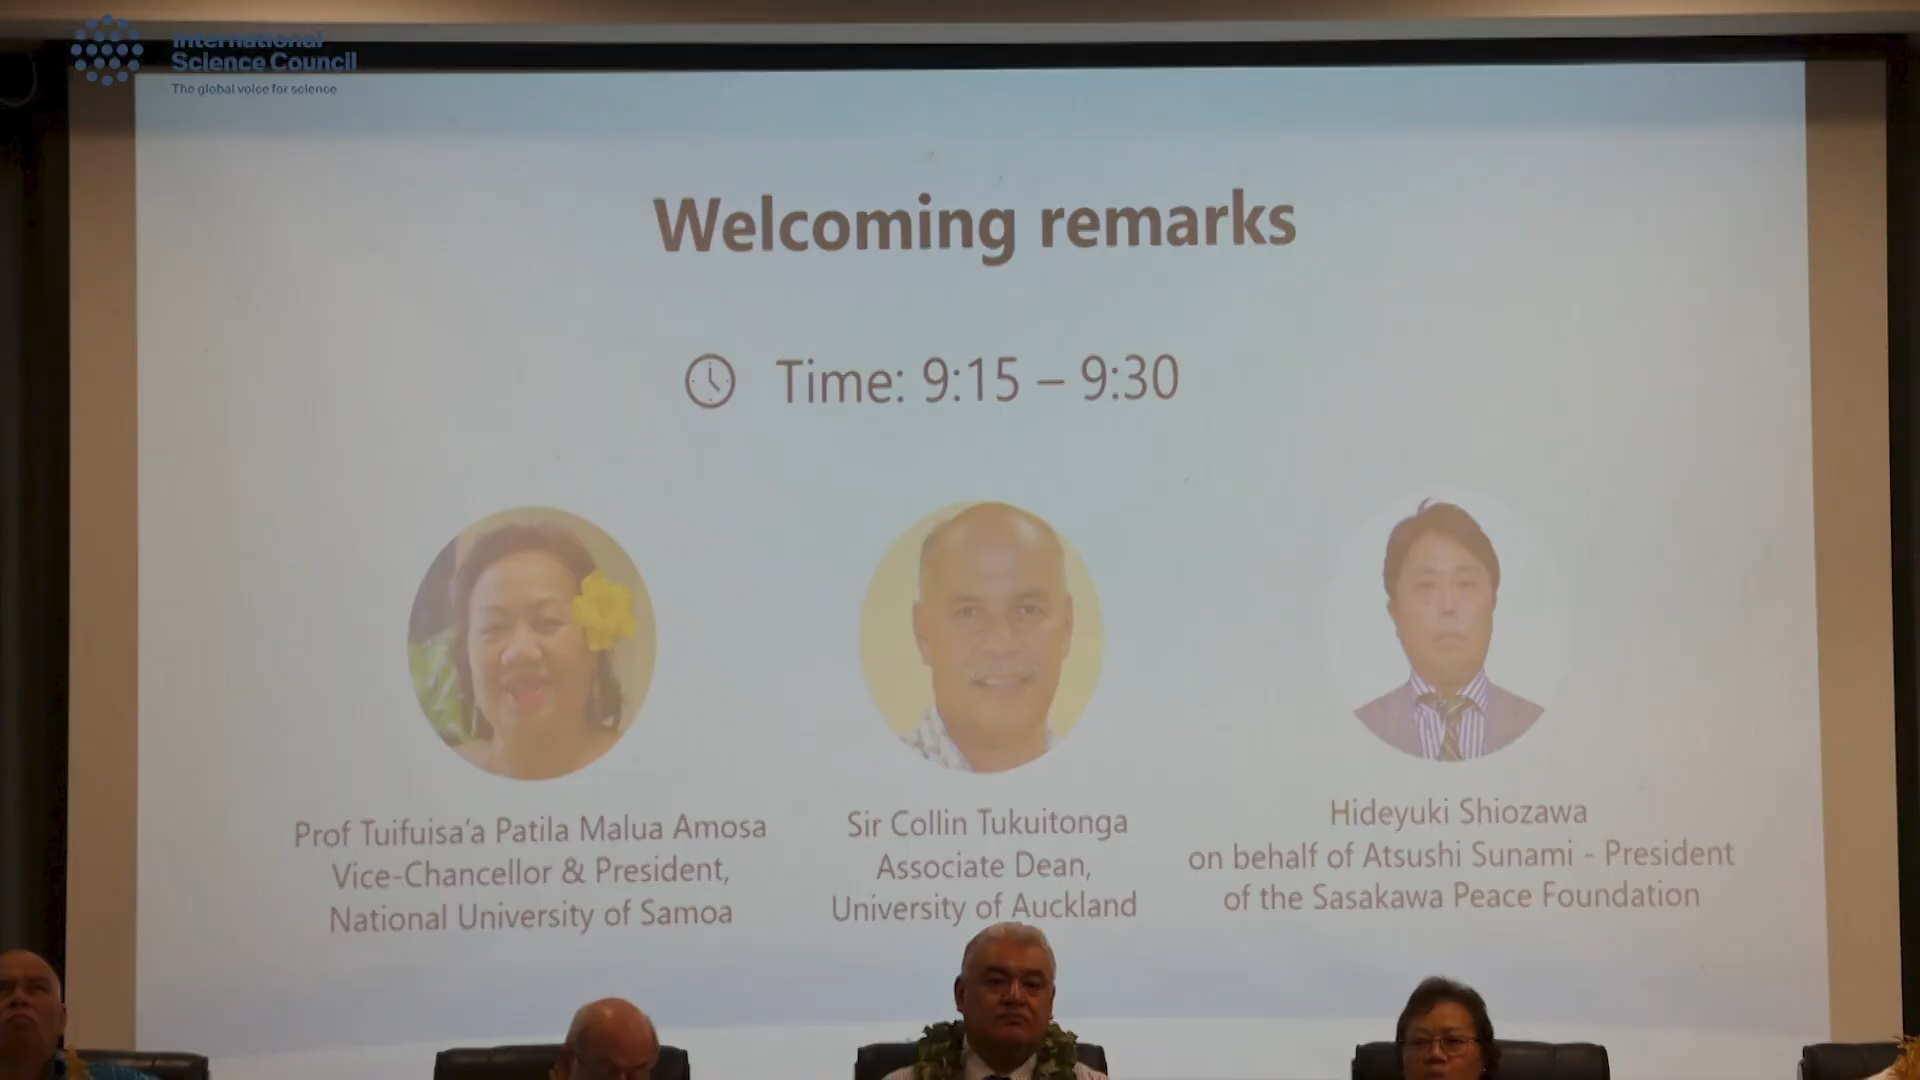 International
Science Council
The global voice for science
Welcoming remarks
Time: 9:15 – 9:30
Prof Tuifuisa‘a Patila Malua Amosa
Vice-Chancellor & President,
National University of Samoa
Sir Collin Tukuitonga
Associate Dean,
University of Auckland
Hideyuki Shiozawa
on behalf of Atsushi Sunami - President
of the Sasakawa Peace Foundation